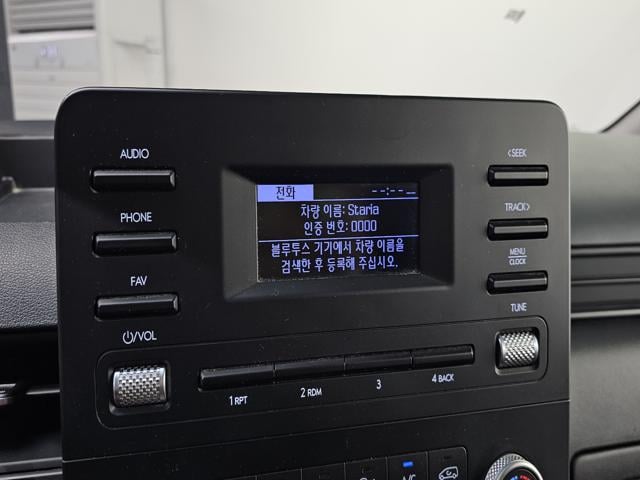 AUDIO
PHONE
FAV
⏻/VOL
전화
--:--
차량 이름: Staria
인증 번호: 0000
블루투스 기기에서 차량 이름을
검색한 후 등록해 주십시오.
<SEEK
TRACK>
MENU
CLOCK
TUNE
1 RPT
2 RDM
3
4 BACK
A/C